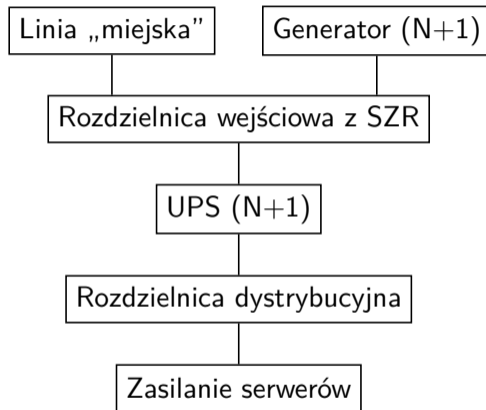 Linia „miejska”
Generator (N+1)
Rozdzielnica wejściowa z SZR
UPS (N+1)
Rozdzielnica dystrybucyjna
Zasilanie serwerów